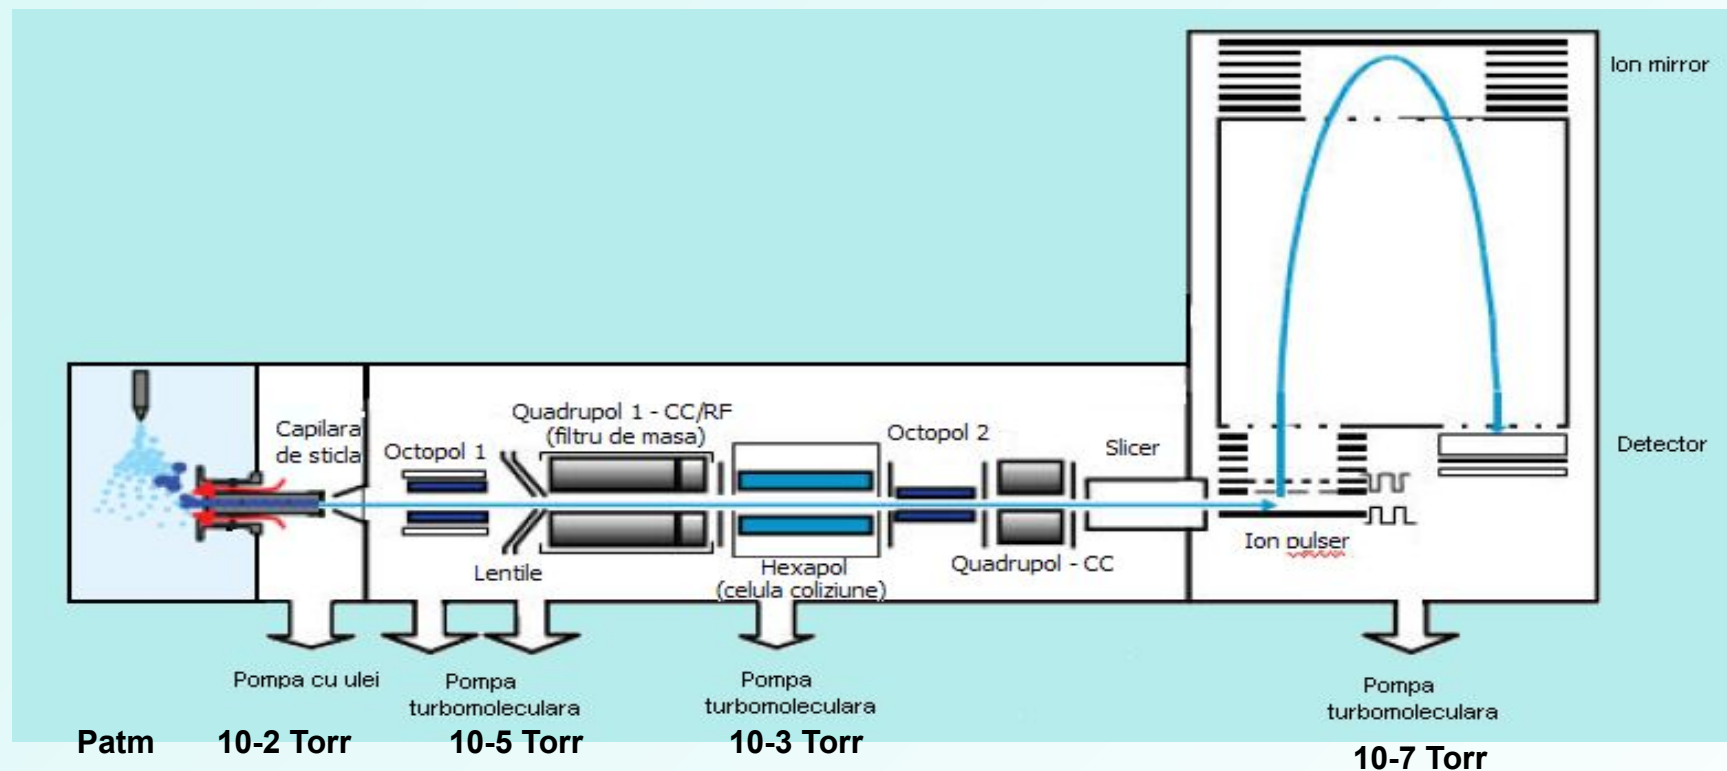 Ion mirror
Quadrupol 1 - CC/RF
(filtru de masa)
Capilara
de sticla
Octopol 1
Octopol 2
Slicer
Detector
Lentile
Hexapol
(celula coliziune)
Quadrupol - CC
Ion pulser
Pompa cu ulei
Pompa
turbomoleculara
Pompa
turbomoleculara
Pompa
turbomoleculara
Patm
10-2 Torr
10-5 Torr
10-3 Torr
10-7 Torr